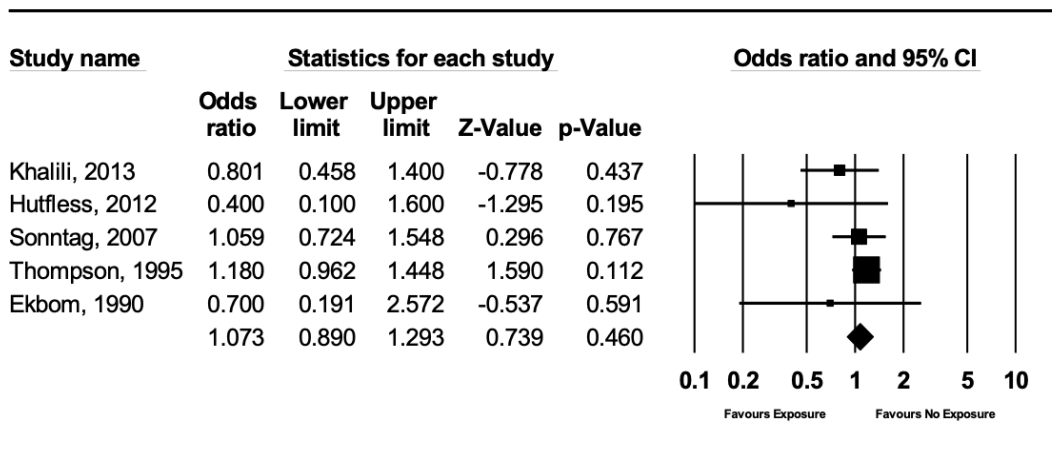 Study name Statistics for each study Odds ratio and 95% CI
Odds Lower Upper
ratio limit limit Z-Value p-Value
Khalili, 2013 0.801 0.458 1.400 -0.778 0.437
Hutfless, 2012 0.400 0.100 1.600 -1.295 0.195
Sonntag, 2007 1.059 0.724 1.548 0.296 0.767
Thompson, 1995 1.180 0.962 1.448 1.590 0.112
Ekbom, 1990 0.700 0.191 2.572 -0.537 0.591
1.073 0.890 1.293 0.739 0.460
0.1 0.2 0.5 1 2 5 10
Favours Exposure Favours No Exposure